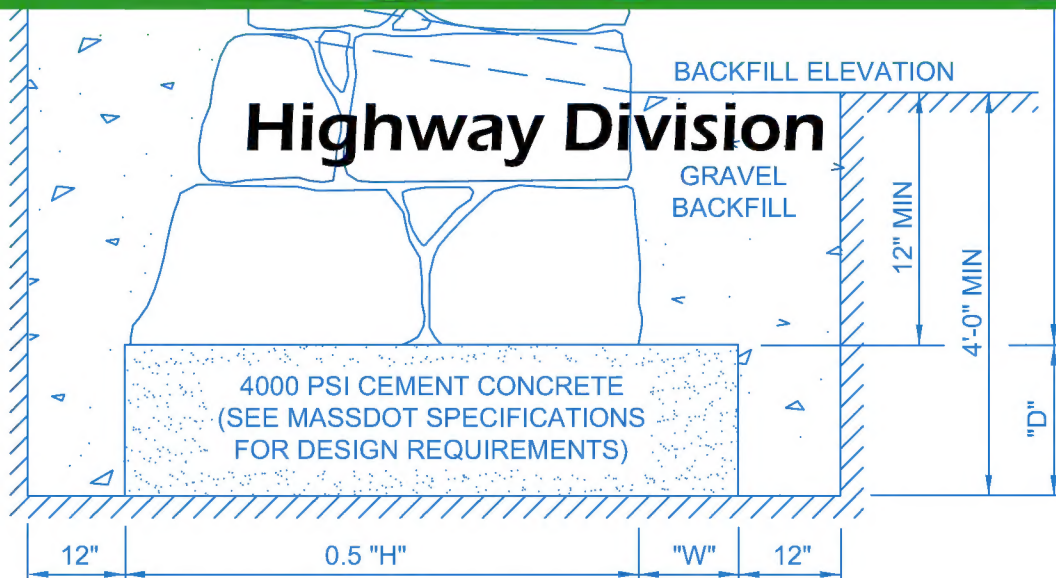 BACKFILL ELEVATION
Highway Division
GRAVEL
BACKFILL
12" MIN
4'-0" MIN
"D"
4000 PSI CEMENT CONCRETE
(SEE MASSDOT SPECIFICATIONS
FOR DESIGN REQUIREMENTS)
12"
0.5 "H"
"W"
12"